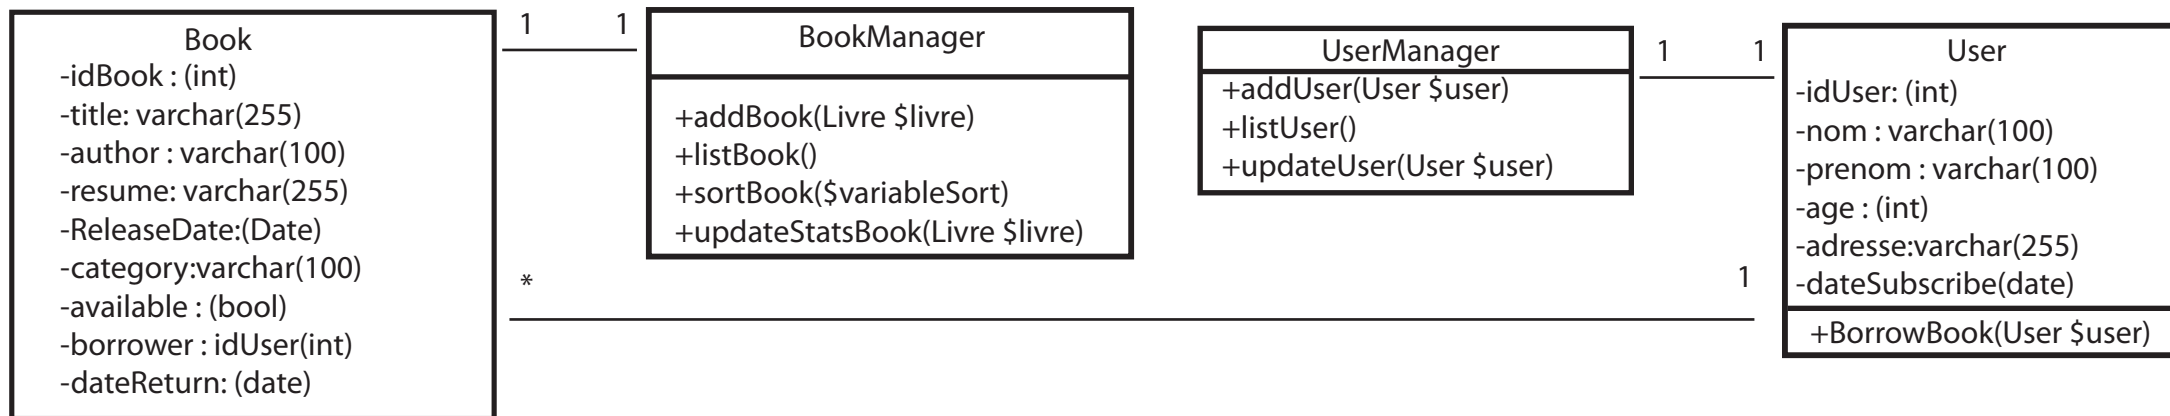 Book
-idBook : (int)
-title: varchar(255)
-author : varchar(100)
-resume: varchar(255)
-ReleaseDate:(Date)
-category:varchar(100)
-available : (bool)
-borrower : idUser(int)
-dateReturn: (date)
1 1
BookManager
+addBook(Livre $livre)
+listBook()
+sortBook($variableSort)
+updateStatsBook(Livre $livre)
UserManager
+addUser(User $user)
+listUser()
+updateUser(User $user)
1 1
User
-idUser: (int)
-nom : varchar(100)
-prenom : varchar(100)
-age : (int)
-adresse:varchar(255)
-dateSubscribe(date)
+BorrowBook(User $user)
* 1